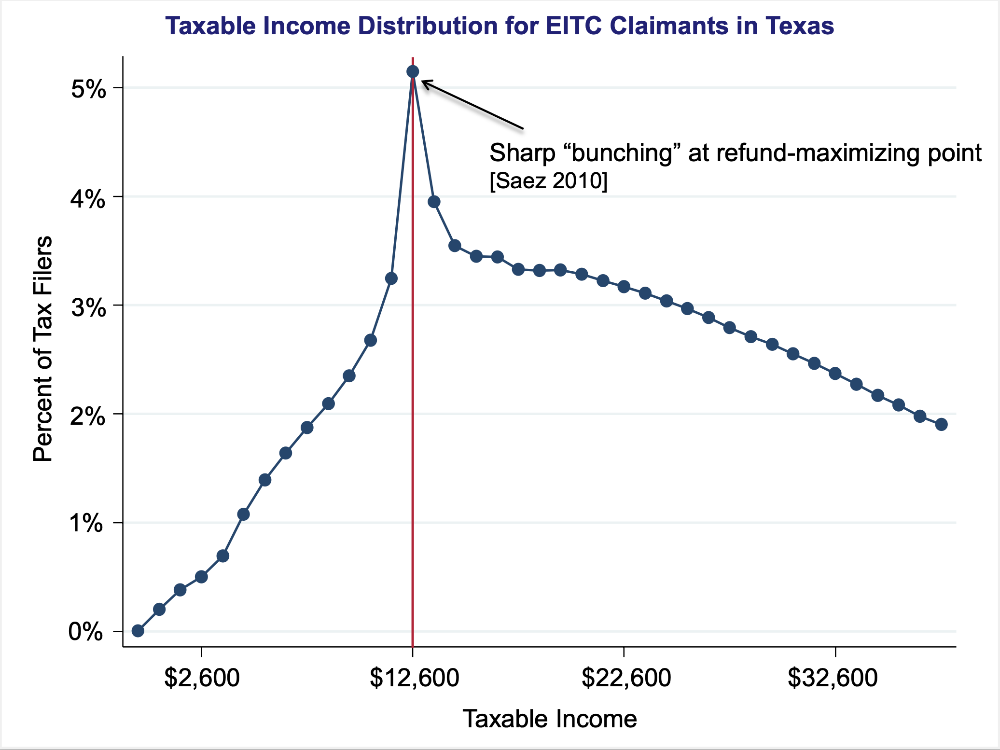 Taxable Income Distribution for EITC Claimants in Texas
5%
4%
3%
2%
1%
0%
Percent of Tax Filers
Sharp “bunching” at refund-maximizing point
[Saez 2010]
$2,600
$12,600
$22,600
$32,600
Taxable Income